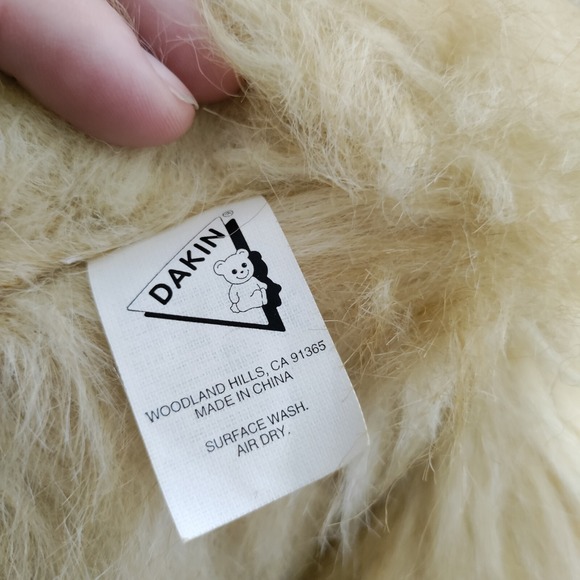 DAKIN®
WOODLAND HILLS, CA 91365
MADE IN CHINA
SURFACE WASH.
AIR DRY.